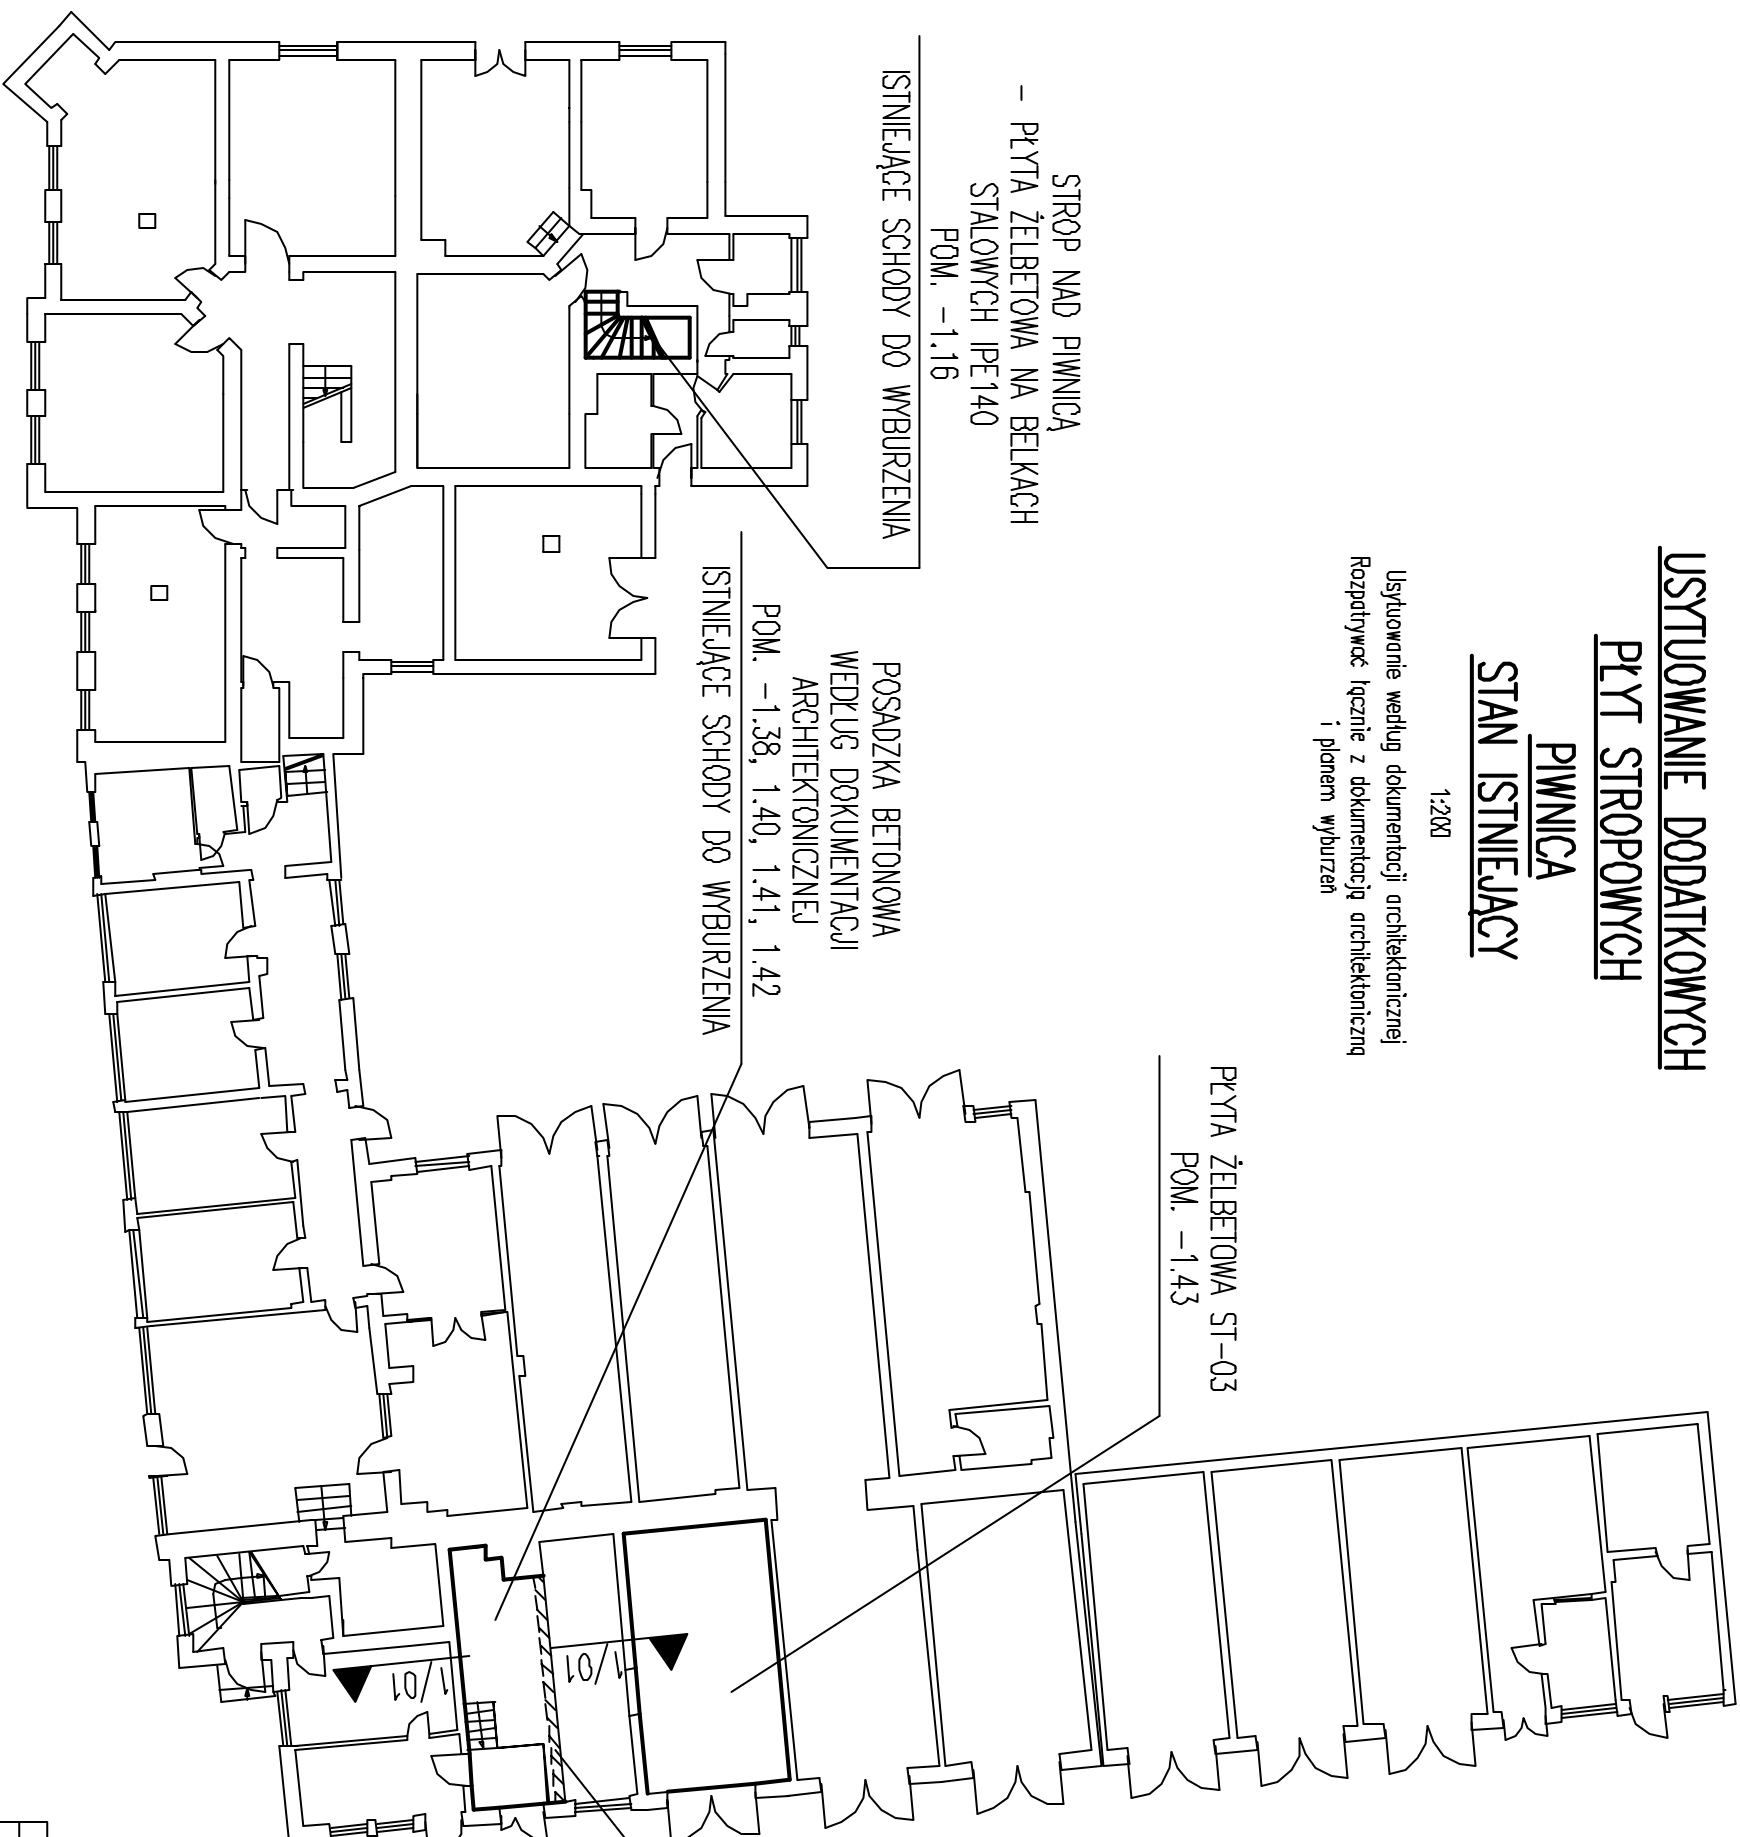 USYTUOWANIE DODATKOWYCH
PŁYT STROPOWYCH
PIWNICA
STAN ISTNIEJĄCY
1:200
Usytuowanie według dokumentacji architektonicznej
Rozpatrywać łącznie z dokumentacją architektoniczną
i planem wyburzeń
STROP NAD PIWNICĄ
- PŁYTA ŻELBETOWA NA BELKACH
STALOWYCH IPE140
POM. -1.16
ISTNIEJĄCE SCHODY DO WYBURZENIA
POSADZKA BETONOWA
WEDŁUG DOKUMENTACJI
ARCHITEKTONICZNEJ
POM. -1.38, 1.40, 1.41, 1.42
ISTNIEJĄCE SCHODY DO WYBURZENIA
PŁYTA ŻELBETOWA ST-03
POM. -1.43
1/01
1/01